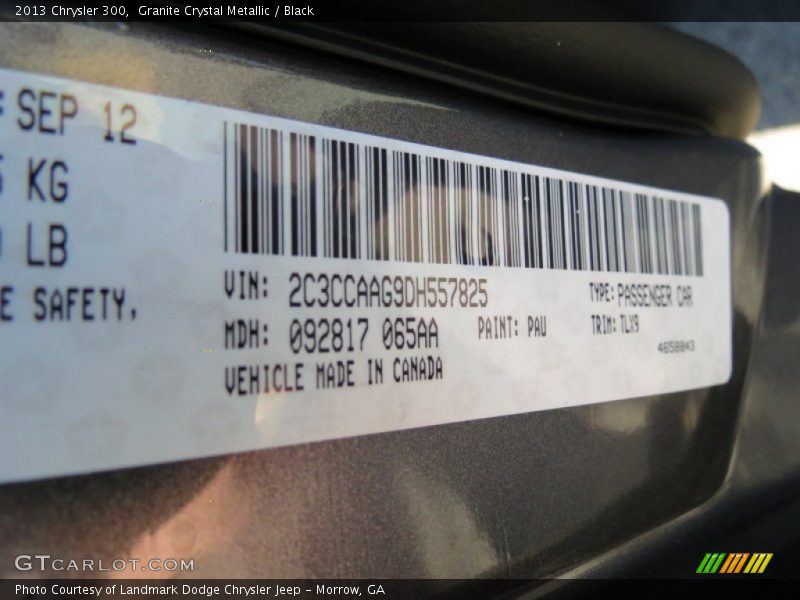 2013 Chrysler 300, Granite Crystal Metallic / Black
SEP 12
KG
LB
E SAFETY.
VIN: 2C3CCAAG9DH557825 TYPE: PASSENGER CAR
MDH: 092817 065AA PAINT: PAU TRIM: TLX9
4658843
VEHICLE MADE IN CANADA
GTCARLOT.COM
Photo Courtesy of Landmark Dodge Chrysler Jeep – Morrow, GA